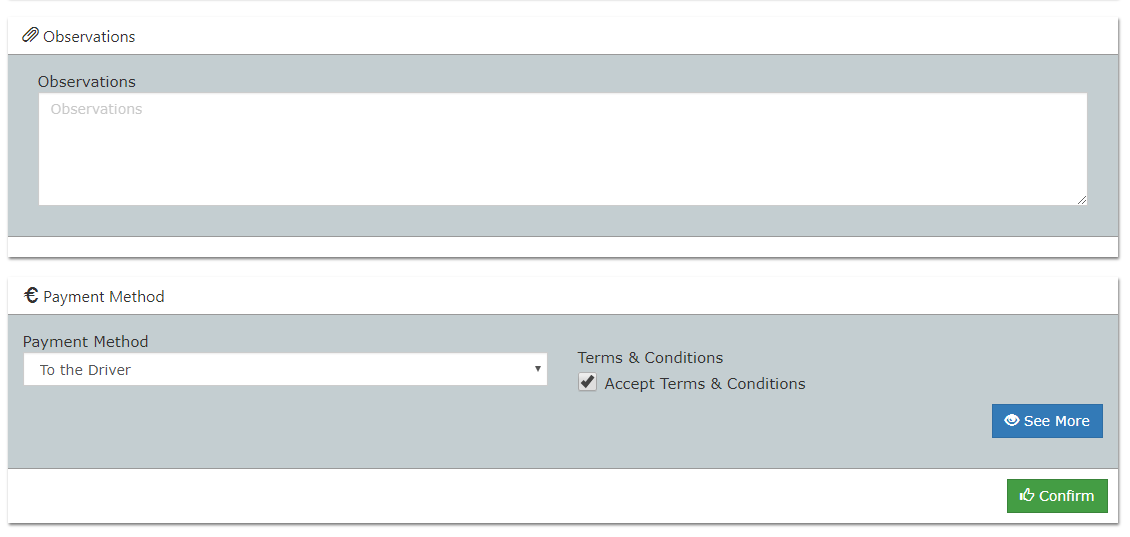 Observations
Observations
Observations
€ Payment Method
Payment Method
To the Driver
Terms & Conditions
Accept Terms & Conditions
See More
Confirm